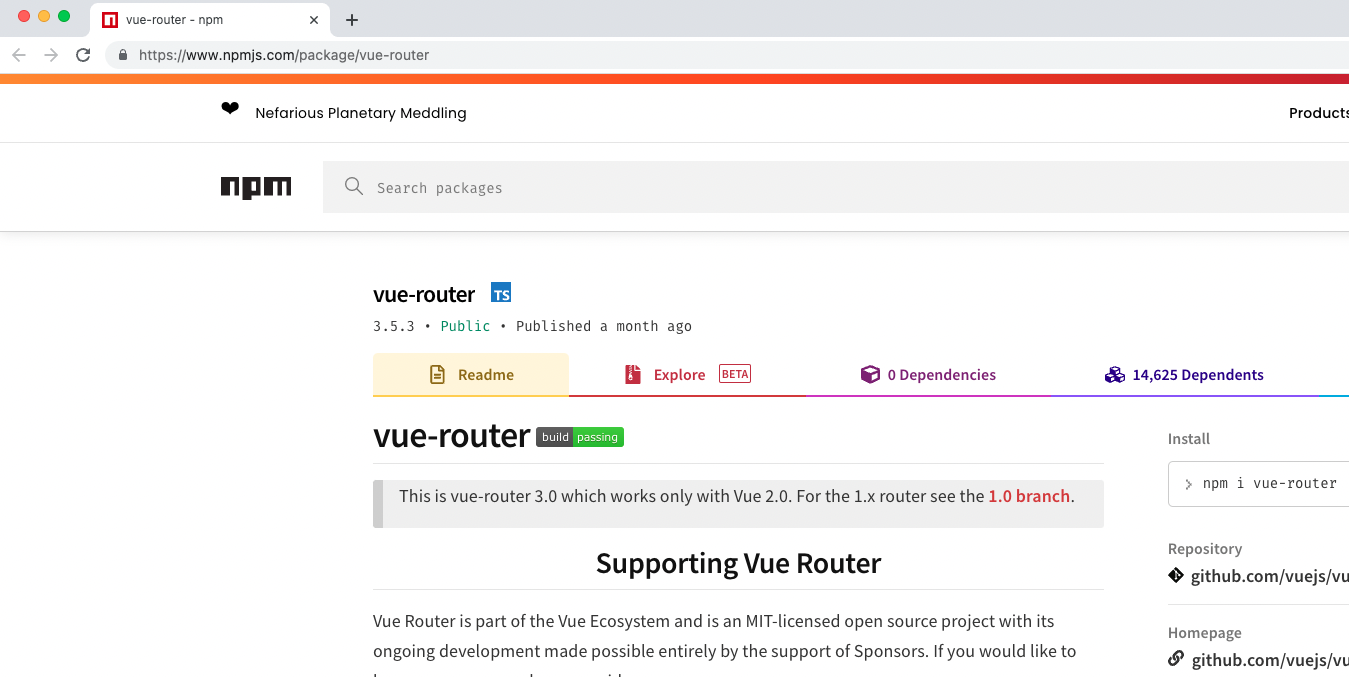 vue-router - npm
https://www.npmjs.com/package/vue-router
Nefarious Planetary Meddling
Products
npm
Search packages
vue-router TS
3.5.3 • Public • Published a month ago
Readme
Explore BETA
0 Dependencies
14,625 Dependents
vue-router build passing
This is vue-router 3.0 which works only with Vue 2.0. For the 1.x router see the 1.0 branch.
Supporting Vue Router
Vue Router is part of the Vue Ecosystem and is an MIT-licensed open source project with its
ongoing development made possible entirely by the support of Sponsors. If you would like to
Install
npm i vue-router
Repository
github.com/vuejs/vu
Homepage
github.com/vuejs/vu